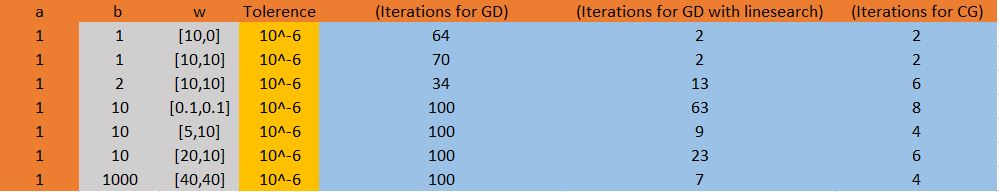 a b w Tolerence (Iterations for GD) (Iterations for GD with linesearch) (Iterations for CG)
1 1 [10,0] 10^-6 64 2 2
1 1 [10,10] 10^-6 70 2 2
1 2 [10,10] 10^-6 34 13 6
1 10 [0.1,0.1] 10^-6 100 63 8
1 10 [5,10] 10^-6 100 9 4
1 10 [20,10] 10^-6 100 23 6
1 1000 [40,40] 10^-6 100 7 4